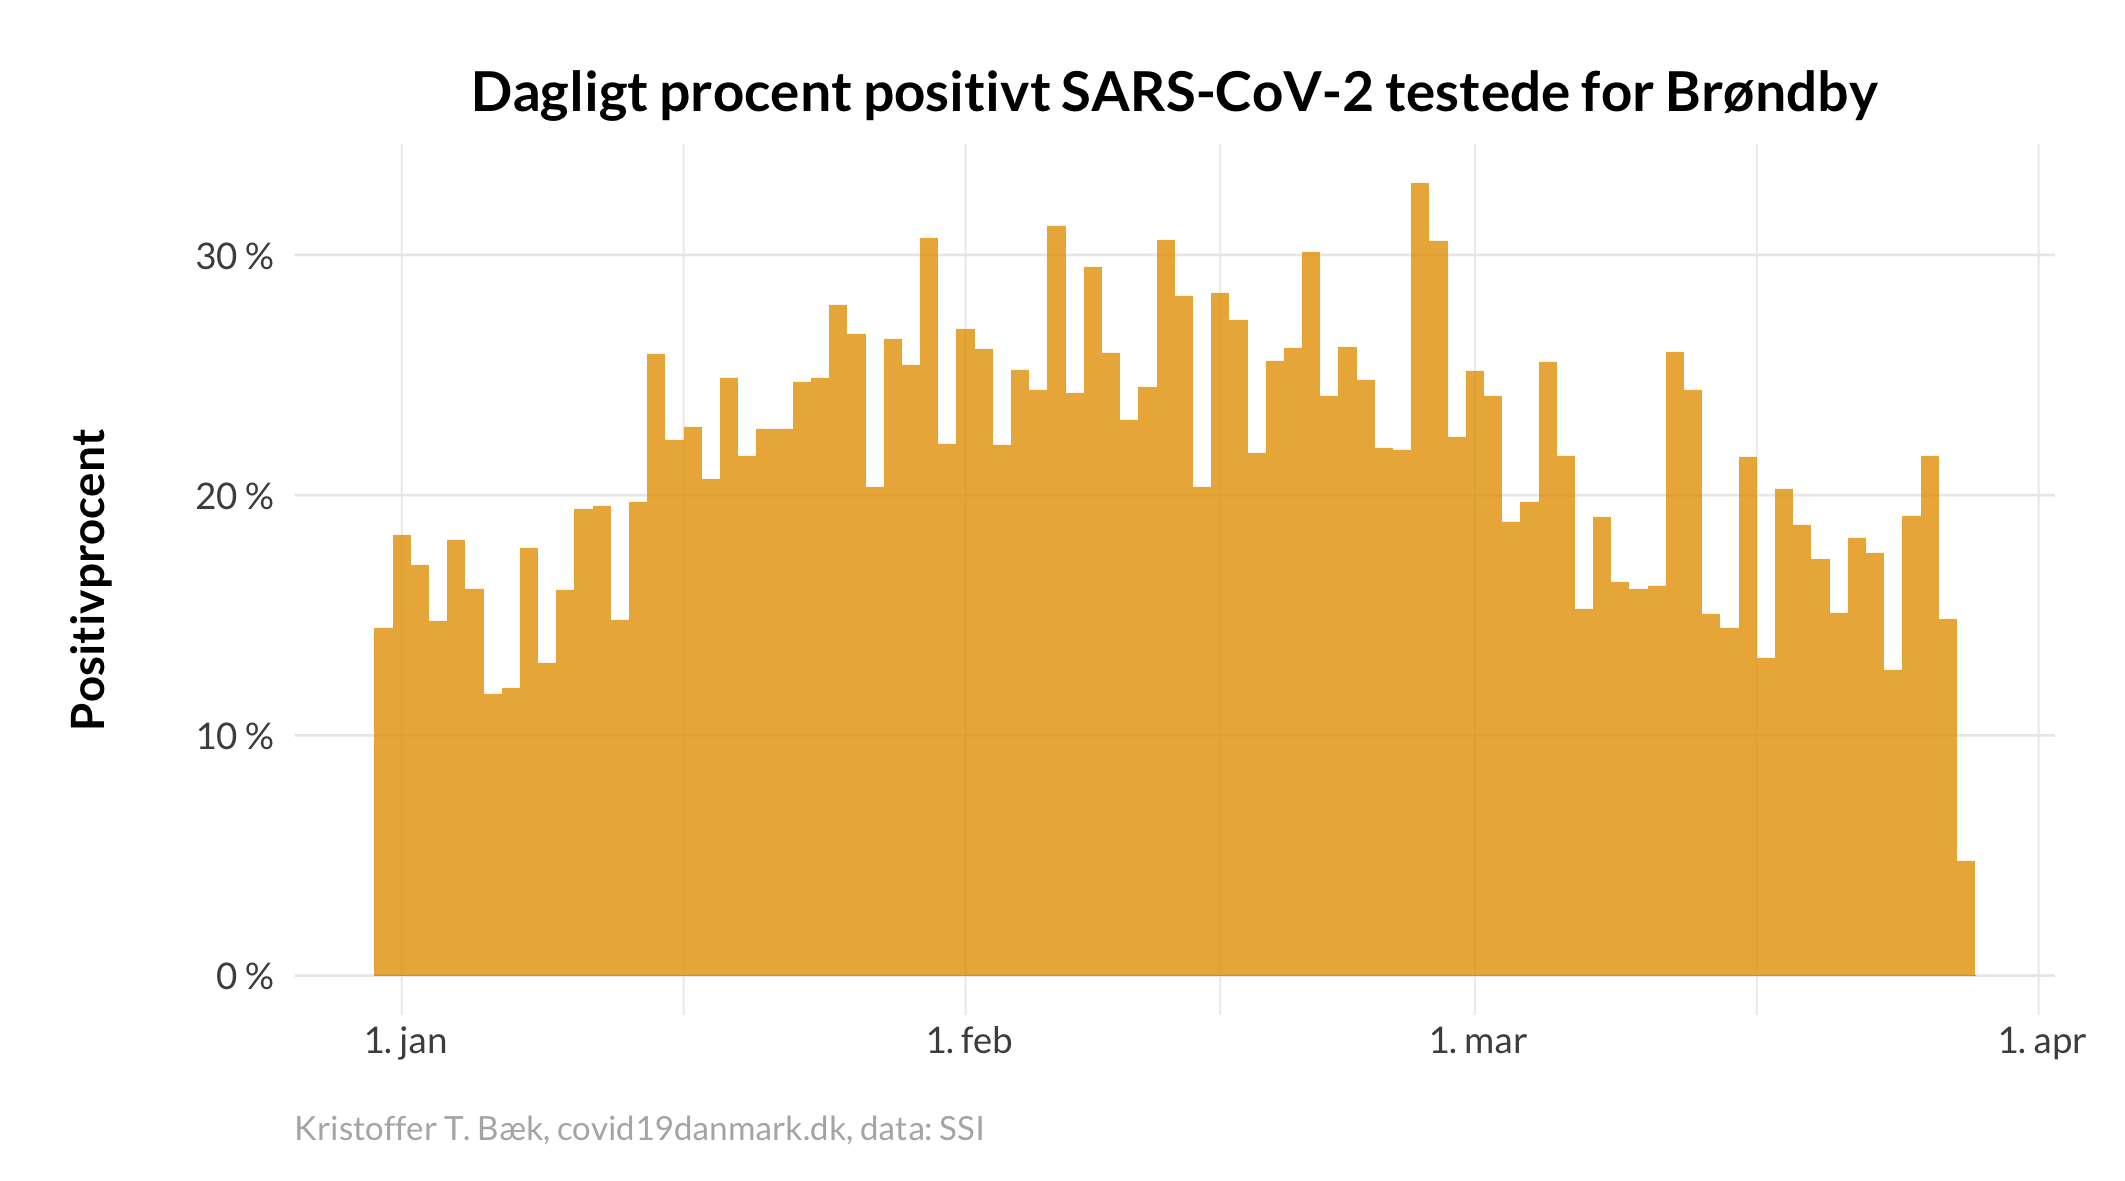 Dagligt procent positivt SARS-CoV-2 testede for Brøndby
Positivprocent
30 %
20 %
10 %
0 %
1. jan
1. feb
1. mar
1. apr
Kristoffer T. Bæk, covid19danmark.dk, data: SSI